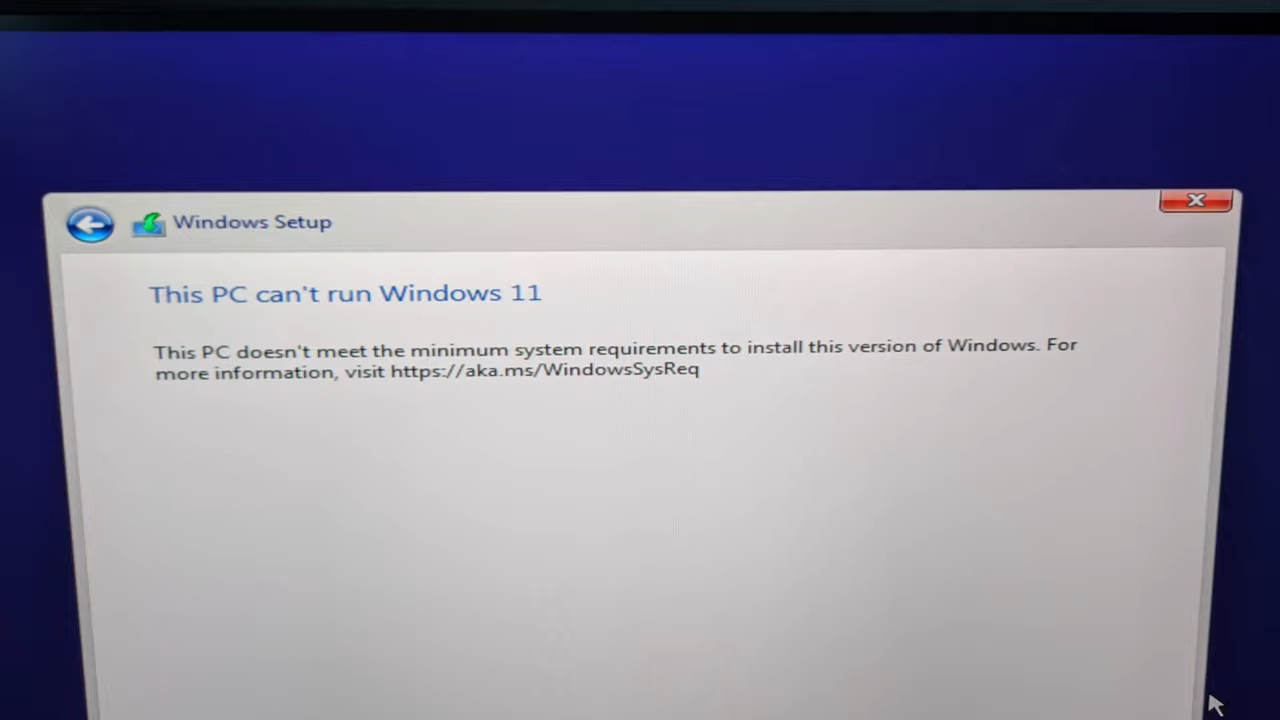 Windows Setup
This PC can't run Windows 11
This PC doesn't meet the minimum system requirements to install this version of Windows. For
more information, visit https://aka.ms/WindowsSysReq